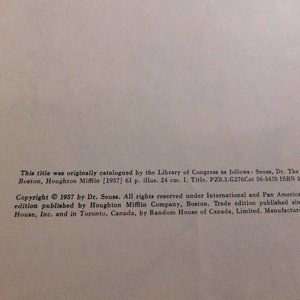 This title was originally catalogued by the Library of Congress as follows: Seuss, Dr. The
Boston, Houghton Mifflin [1957] 61 p. illus. 24 cm. I. Title. PZ8.3.G276Cat 56-5470 ISBN 0
Copyright © 1957 by Dr. Seuss. All rights reserved under International and Pan America
edition published by Houghton Mifflin Company, Boston. Trade edition published si
House, Inc. and in Toronto, Canada, by Random House of Canada, Limited. Manufacture